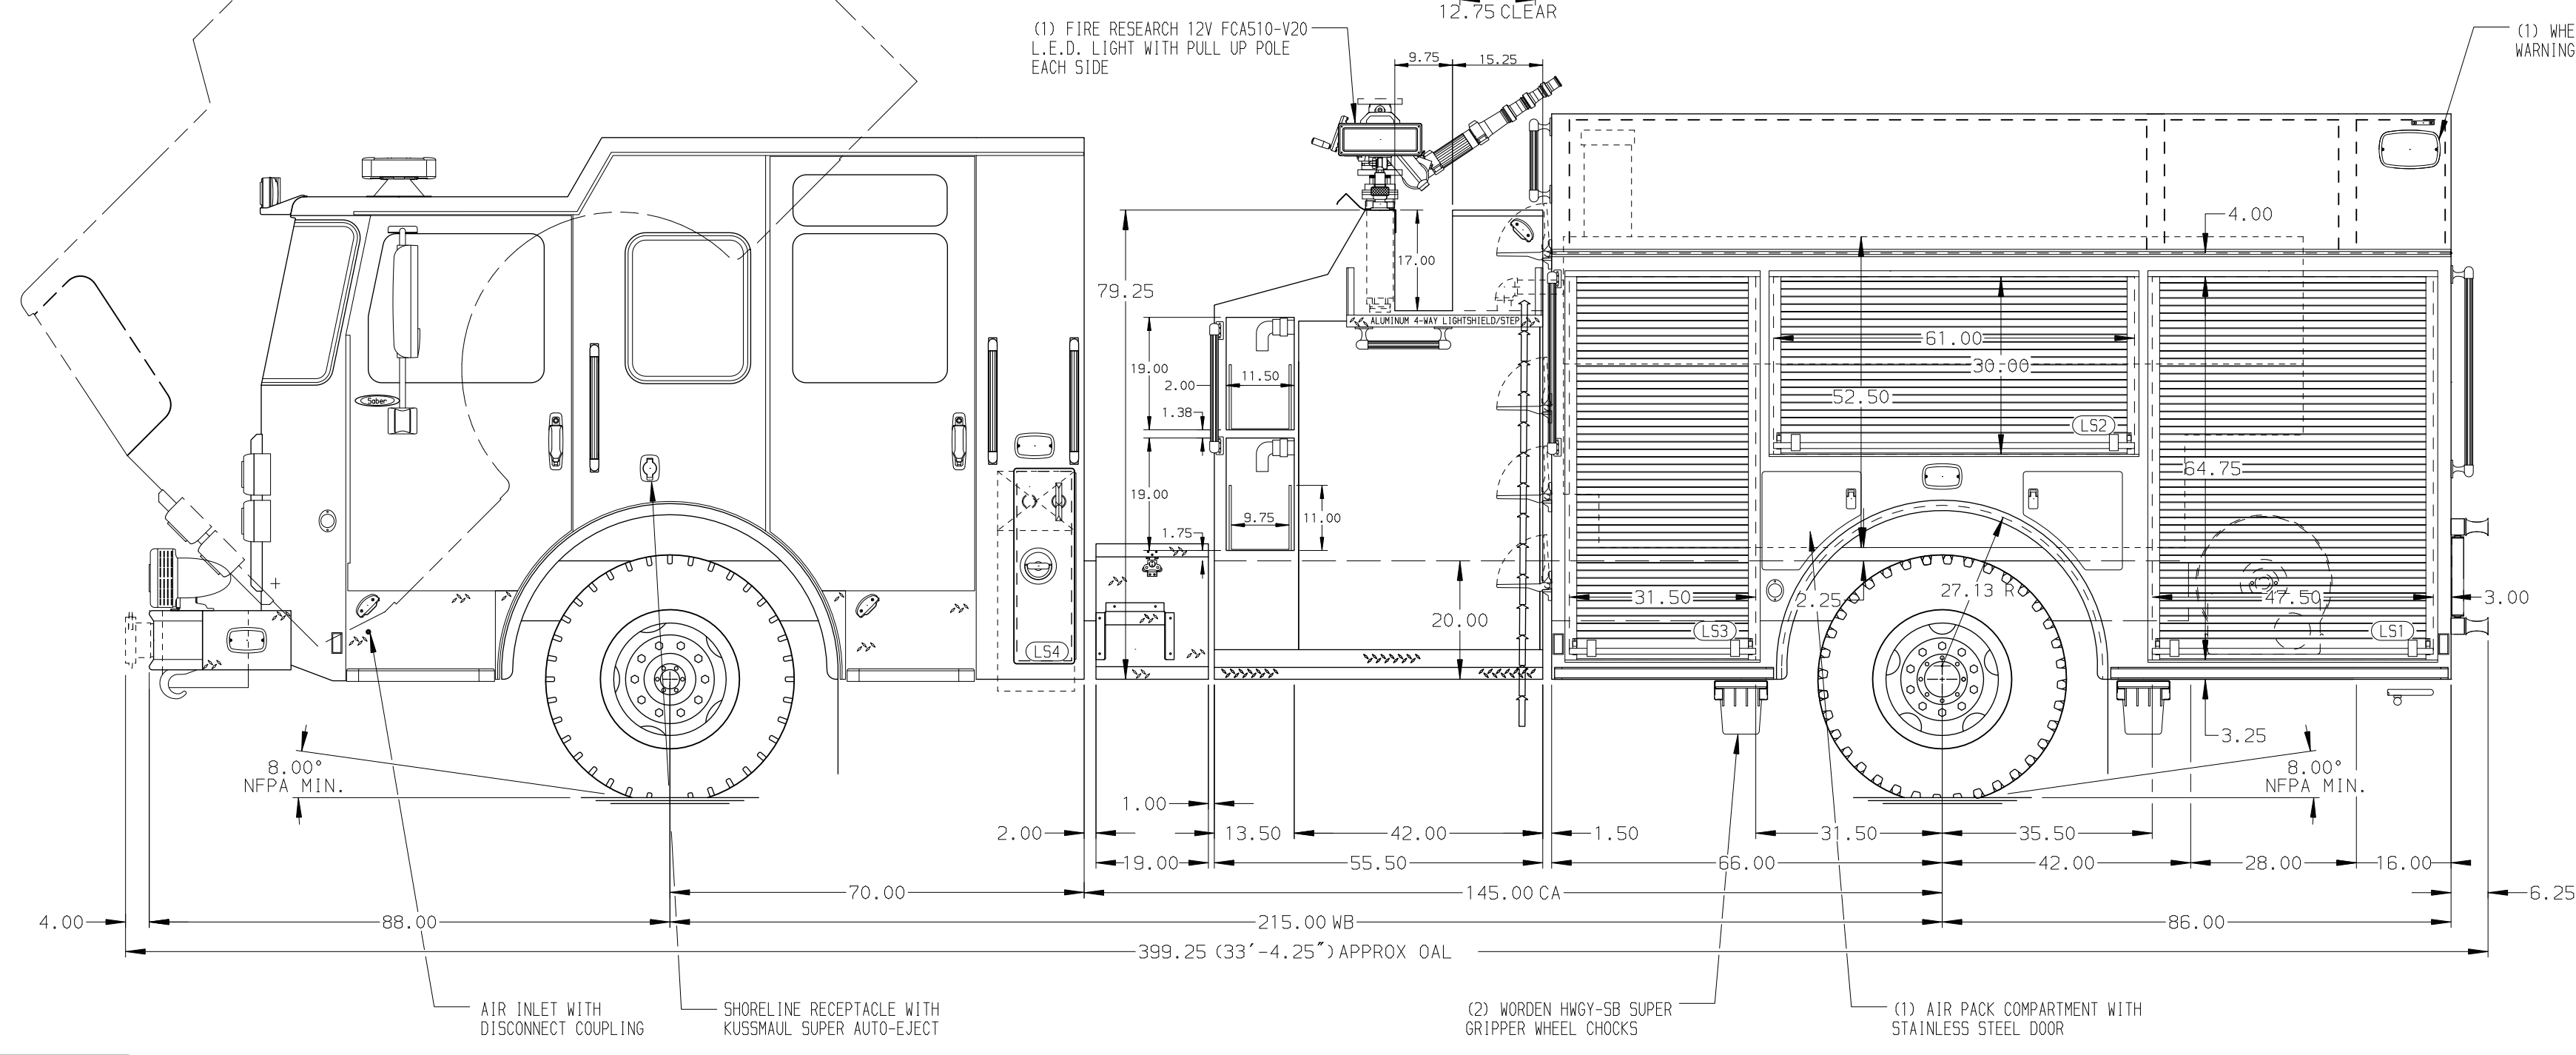 12.75 CLEAR
(1) FIRE RESEARCH 12V FCA510-V20
L.E.D. LIGHT WITH PULL UP POLE
EACH SIDE
(1) WHE
WARNING
9.75
15.25
4.00
17.00
79.25
ALUMINUM 4-WAY LIGHTSHIELD/STEP
61.00
30.00
19.00
11.50
2.00
52.50
Saber
1.38
LS2
64.75
19.00
9.75
11.00
1.75
27.13 R
31.50
2.25
47.50
3.00
20.00
LS3
LS1
LS4
3.25
8.00°
NFPA MIN.
8.00°
NFPA MIN.
1.00
2.00
13.50
42.00
1.50
31.50
35.50
19.00
55.50
66.00
42.00
28.00
16.00
70.00
145.00 CA
6.25
4.00
88.00
215.00 WB
86.00
399.25 (33'-4.25") APPROX OAL
AIR INLET WITH
DISCONNECT COUPLING
SHORELINE RECEPTACLE WITH
KUSSMAUL SUPER AUTO-EJECT
(2) WORDEN HWGY-SB SUPER
GRIPPER WHEEL CHOCKS
(1) AIR PACK COMPARTMENT WITH
STAINLESS STEEL DOOR